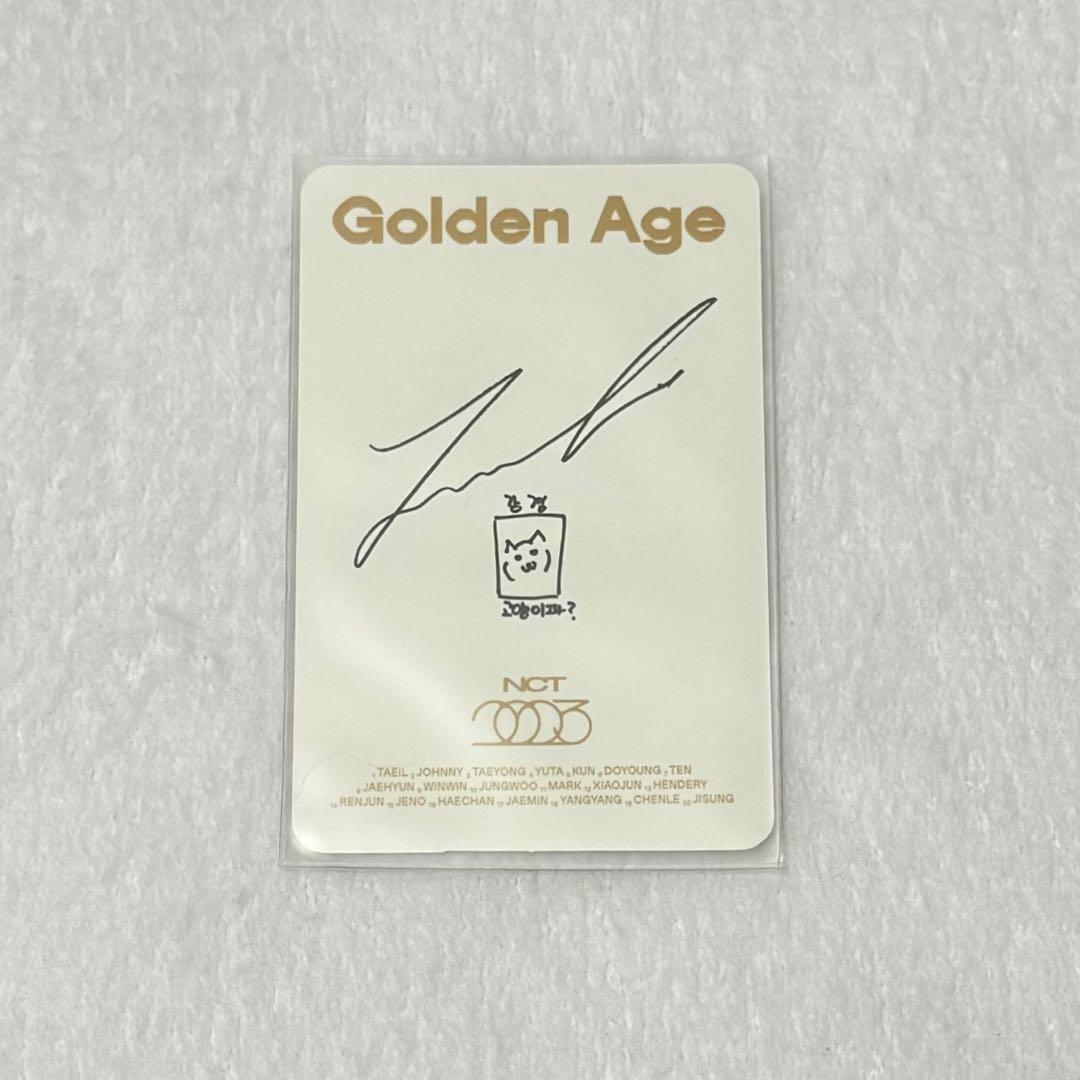 Golden Age
함정
고양이파?
NCT
2023
1 TAEIL 2 JOHNNY 3 TAEYONG 4 YUTA 5 KUN 6 DOYOUNG 7 TEN
8 JAEHYUN 9 WINWIN 10 JUNGWOO 11 MARK 12 XIAOJUN 13 HENDERY
14 RENJUN 15 JENO 16 HAECHAN 17 JAEMIN 18 YANGYANG 19 CHENLE 20 JISUNG